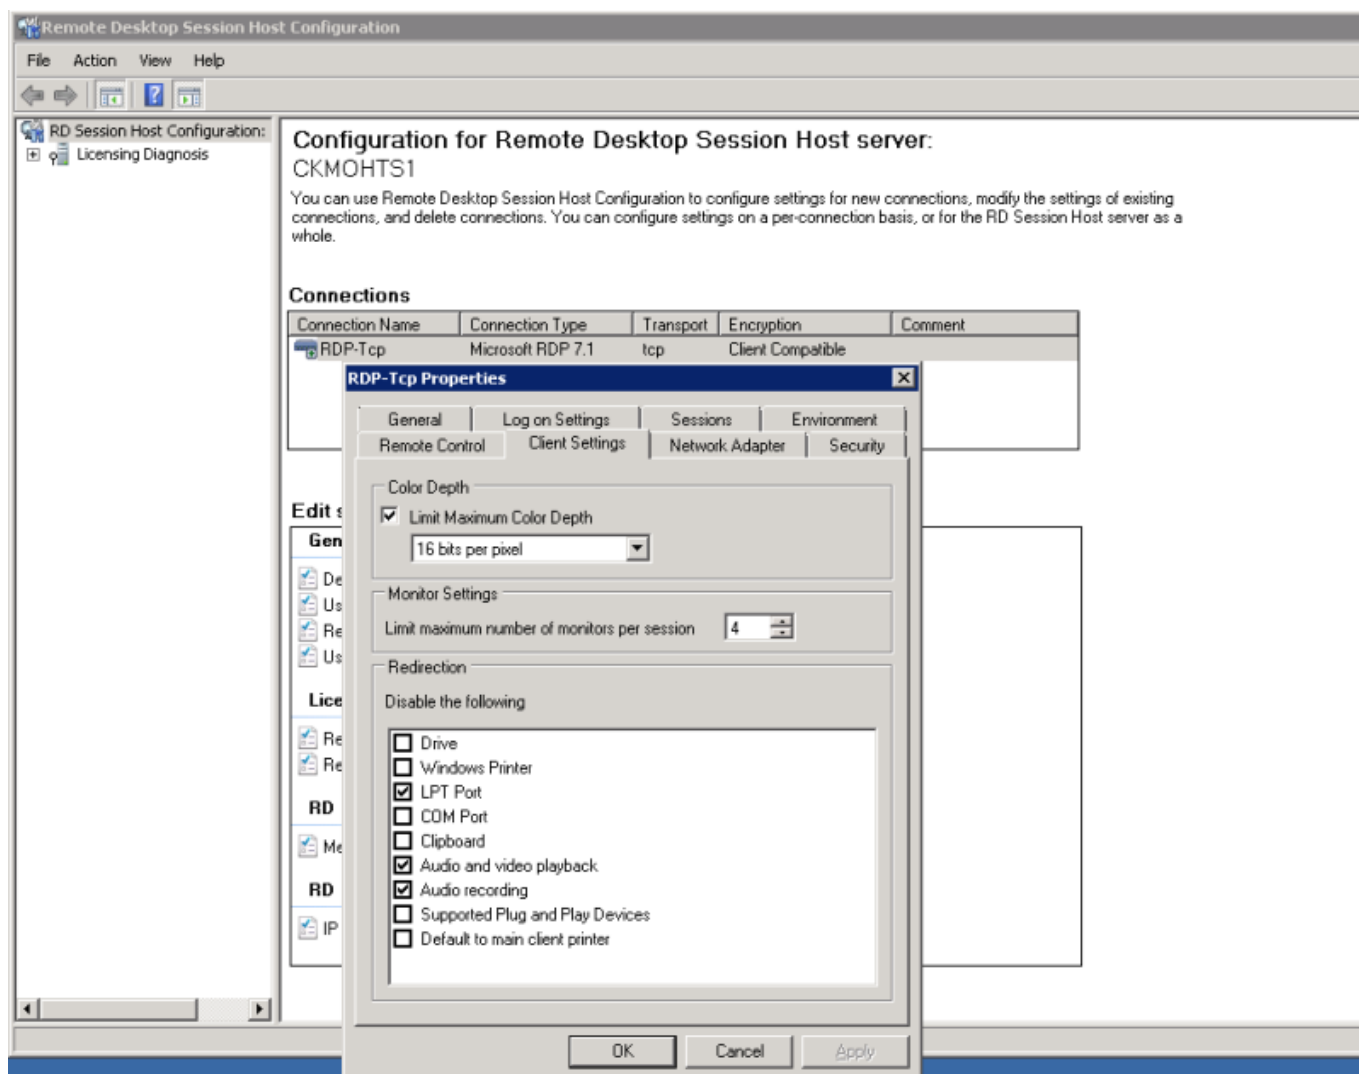 Remote Desktop Session Host Configuration
File Action View Help
RD Session Host Configuration:
Licensing Diagnosis
Configuration for Remote Desktop Session Host server:
CKMOHTS1
You can use Remote Desktop Session Host Configuration to configure settings for new connections, modify the settings of existing
connections, and delete connections. You can configure settings on a per-connection basis, or for the RD Session Host server as a
whole.
Connections
Connection Name Connection Type Transport Encryption Comment
RDP-Tcp Microsoft RDP 7.1 tcp Client Compatible
RDP-Tcp Properties
General Log on Settings Sessions Environment
Remote Control Client Settings Network Adapter Security
Color Depth
Limit Maximum Color Depth
16 bits per pixel
Monitor Settings
Limit maximum number of monitors per session 4
Redirection
Disable the following
Drive
Windows Printer
LPT Port
COM Port
Clipboard
Audio and video playback
Audio recording
Supported Plug and Play Devices
Default to main client printer
OK Cancel Apply
Edit s
Gen
De
Us
Re
Us
Lice
Re
Re
RD
Me
RD
IP